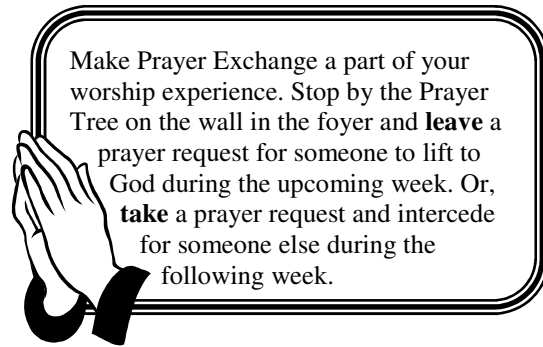 Make Prayer Exchange a part of your
worship experience. Stop by the Prayer
Tree on the wall in the foyer and leave a
prayer request for someone to lift to
God during the upcoming week. Or,
take a prayer request and intercede
for someone else during the
following week.